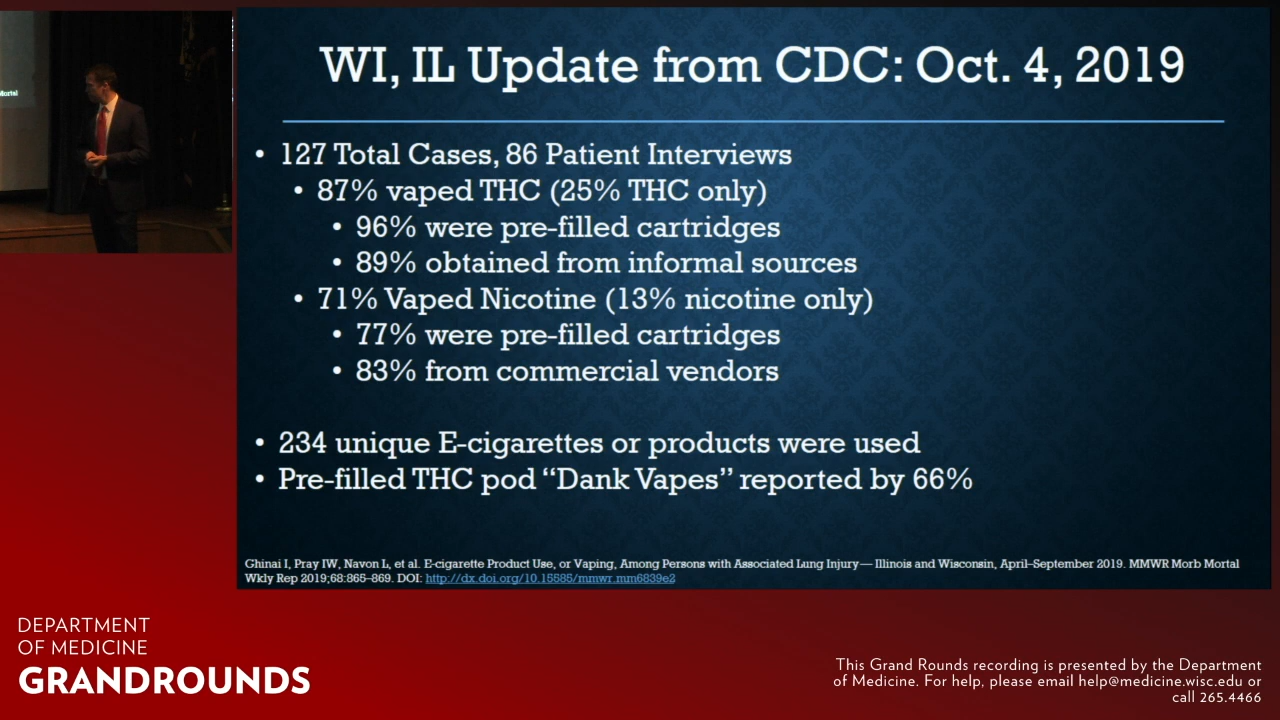 WI, IL Update from CDC: Oct. 4, 2019
• 127 Total Cases, 86 Patient Interviews
• 87% vaped THC (25% THC only)
• 96% were pre-filled cartridges
• 89% obtained from informal sources
• 71% Vaped Nicotine (13% nicotine only)
• 77% were pre-filled cartridges
• 83% from commercial vendors
• 234 unique E-cigarettes or products were used
• Pre-filled THC pod “Dank Vapes” reported by 66%
Ghinai I, Pray IW, Navon L, et al. E-cigarette Product Use, or Vaping, Among Persons with Associated Lung Injury — Illinois and Wisconsin, April–September 2019. MMWR Morb Mortal
Wkly Rep 2019;68:865–869. DOI: http://dx.doi.org/10.15585/mmwr.mm6839e2
Mortal
DEPARTMENT
OF MEDICINE
GRANDROUNDS
This Grand Rounds recording is presented by the Department
of Medicine. For help, please email help@medicine.wisc.edu or
call 265.4466